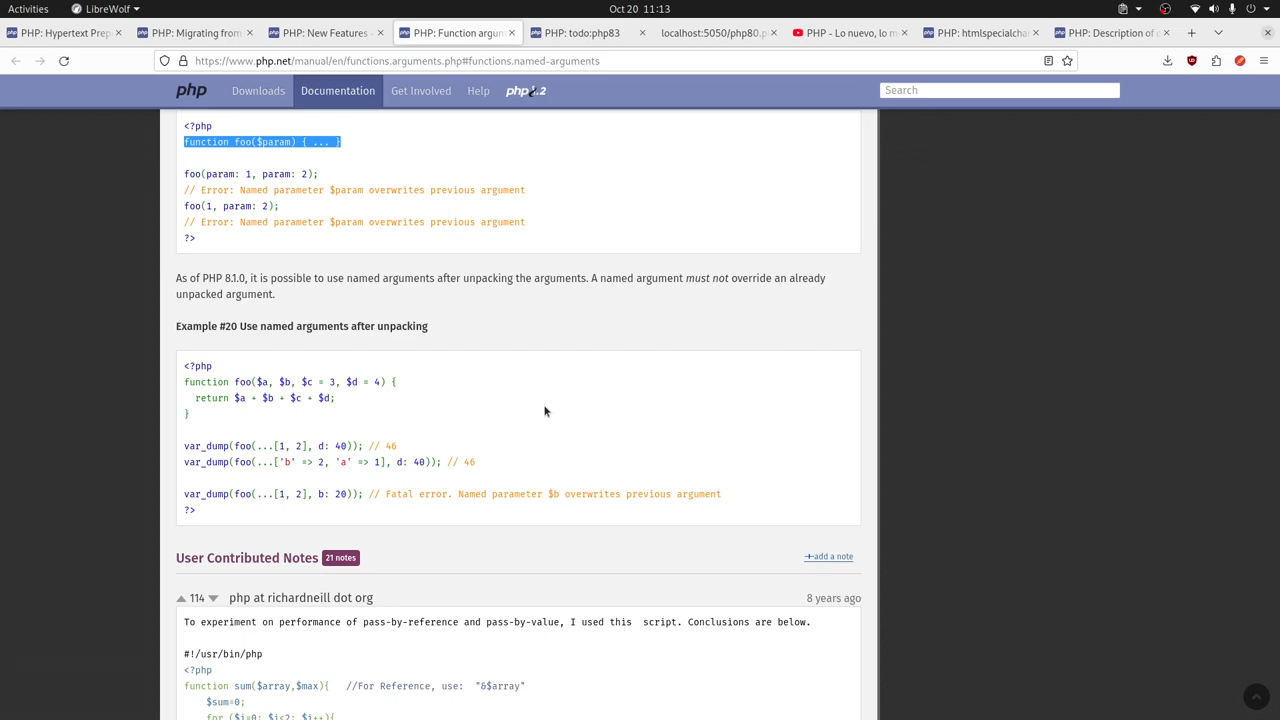 Activities LibreWolf Oct 20 11:13
PHP: Hypertext Prep PHP: Migrating from PHP: New Features - PHP: Function argum PHP: todo:php83 localhost:5050/php80.p PHP - Lo nuevo, lo m PHP: htmlspecialcha PHP: Description of c
https://www.php.net/manual/en/functions.arguments.php#functions.named-arguments
php Downloads Documentation Get Involved Help Search
<?php
function foo($param) { ... }
foo(param: 1, param: 2);
// Error: Named parameter $param overwrites previous argument
foo(1, param: 2);
// Error: Named parameter $param overwrites previous argument
?>
As of PHP 8.1.0, it is possible to use named arguments after unpacking the arguments. A named argument must not override an already
unpacked argument.
Example #20 Use named arguments after unpacking
<?php
function foo($a, $b, $c = 3, $d = 4) {
return $a + $b + $c + $d;
}
var_dump(foo(...[1, 2], d: 40)); // 46
var_dump(foo(...['b' => 2, 'a' => 1], d: 40)); // 46
var_dump(foo(...[1, 2], b: 20)); // Fatal error. Named parameter $b overwrites previous argument
?>
User Contributed Notes 21 notes +add a note
114 php at richardneill dot org 8 years ago
To experiment on performance of pass-by-reference and pass-by-value, I used this  script. Conclusions are below.
#!/usr/bin/php
<?php
function sum($array,$max){   //For Reference, use:  "&$array"
$sum=0;
for ($i=0; $i<2; $i++){